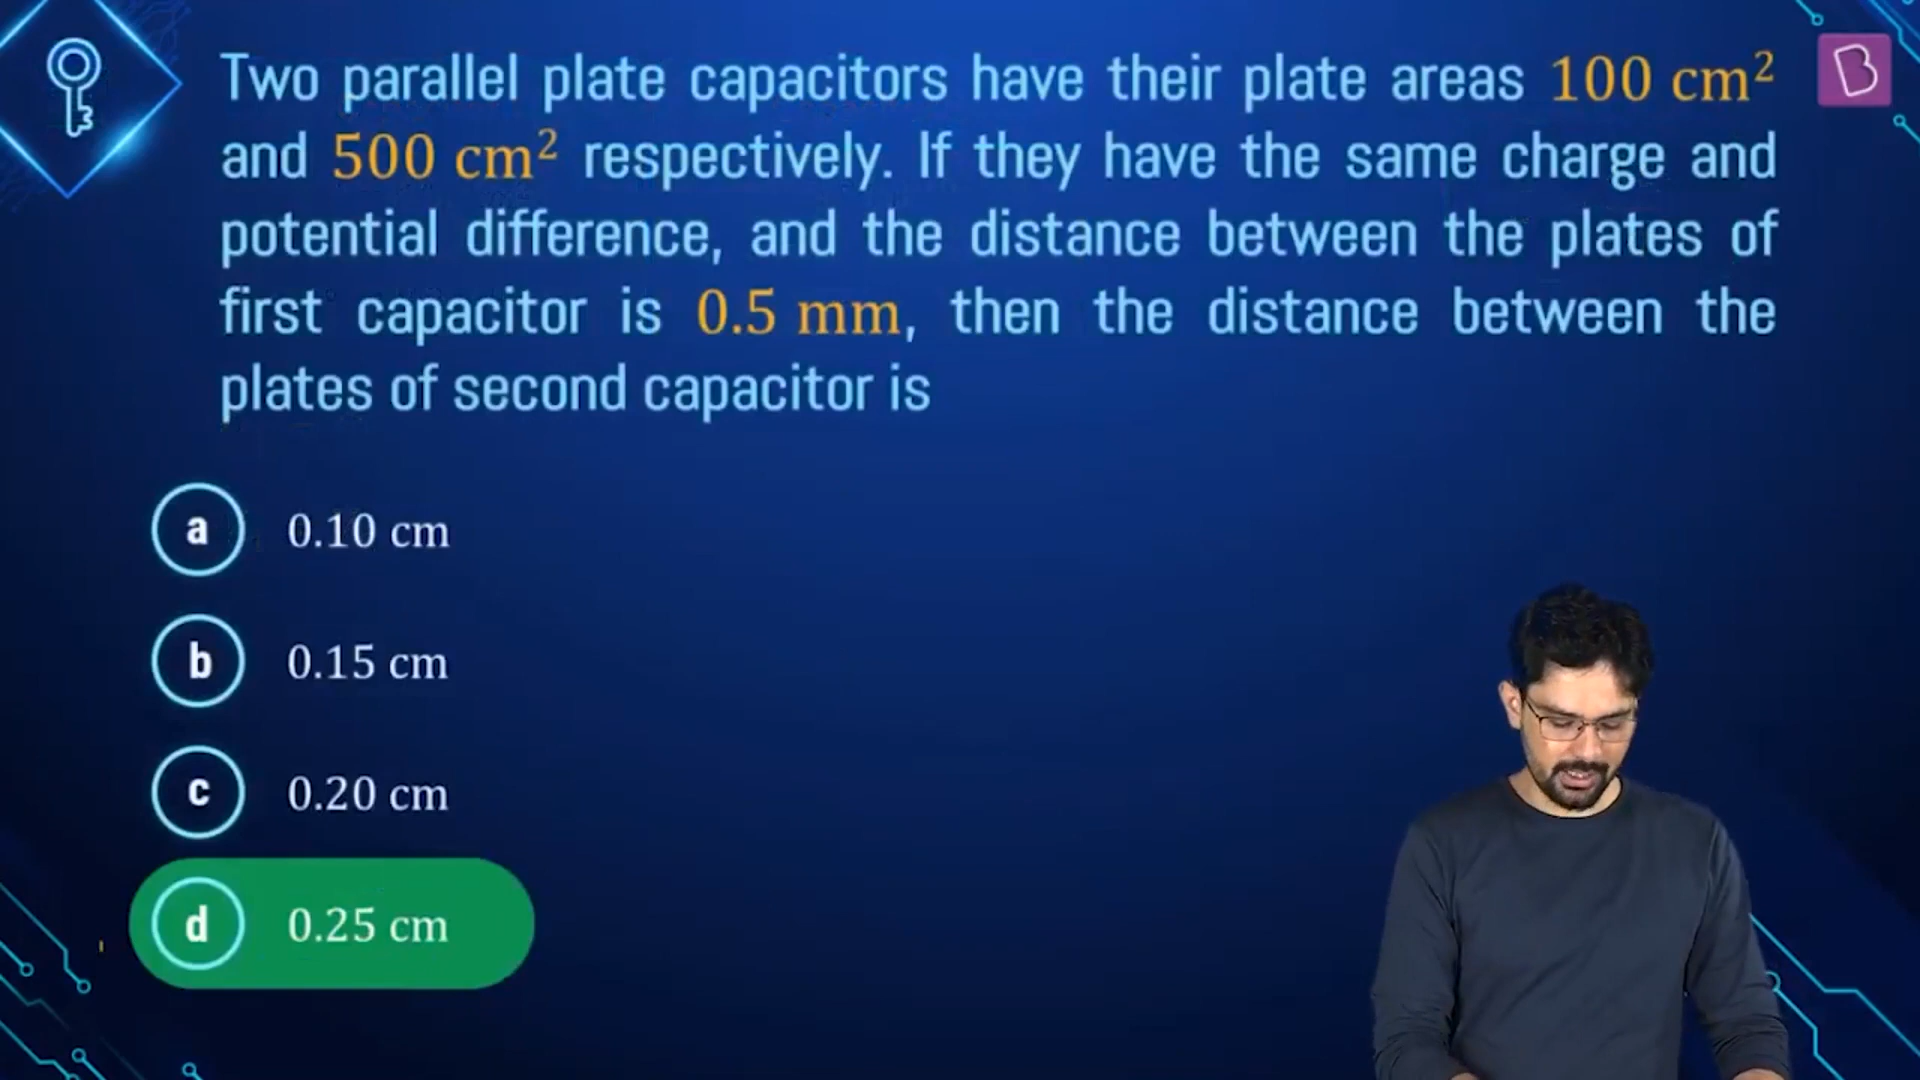 Two parallel plate capacitors have their plate areas 100 cm²
and 500 cm² respectively. If they have the same charge and
potential difference, and the distance between the plates of
first capacitor is 0.5 mm, then the distance between the
plates of second capacitor is
a 0.10 cm
b 0.15 cm
c 0.20 cm
d 0.25 cm